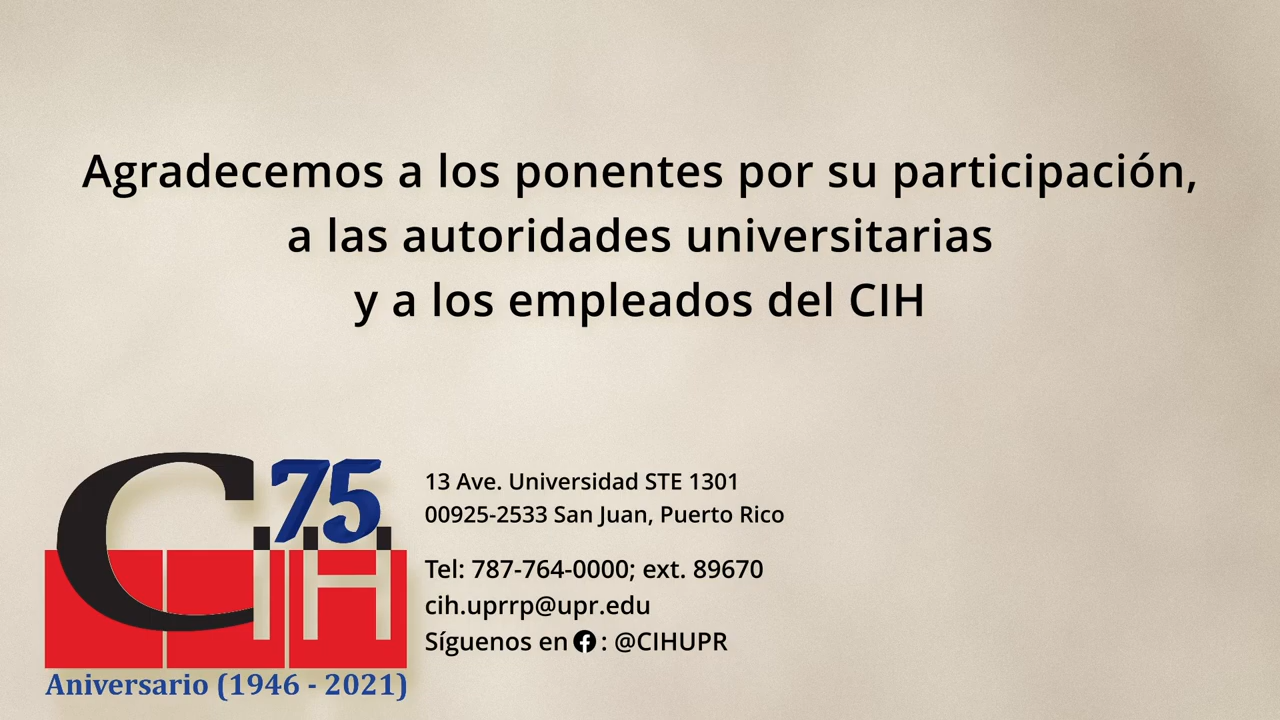 Agradecemos a los ponentes por su participación,
a las autoridades universitarias
y a los empleados del CIH
CIH
75
Aniversario (1946 - 2021)
13 Ave. Universidad STE 1301
00925-2533 San Juan, Puerto Rico
Tel: 787-764-0000; ext. 89670
cih.uprrp@upr.edu
Síguenos en : @CIHUPR